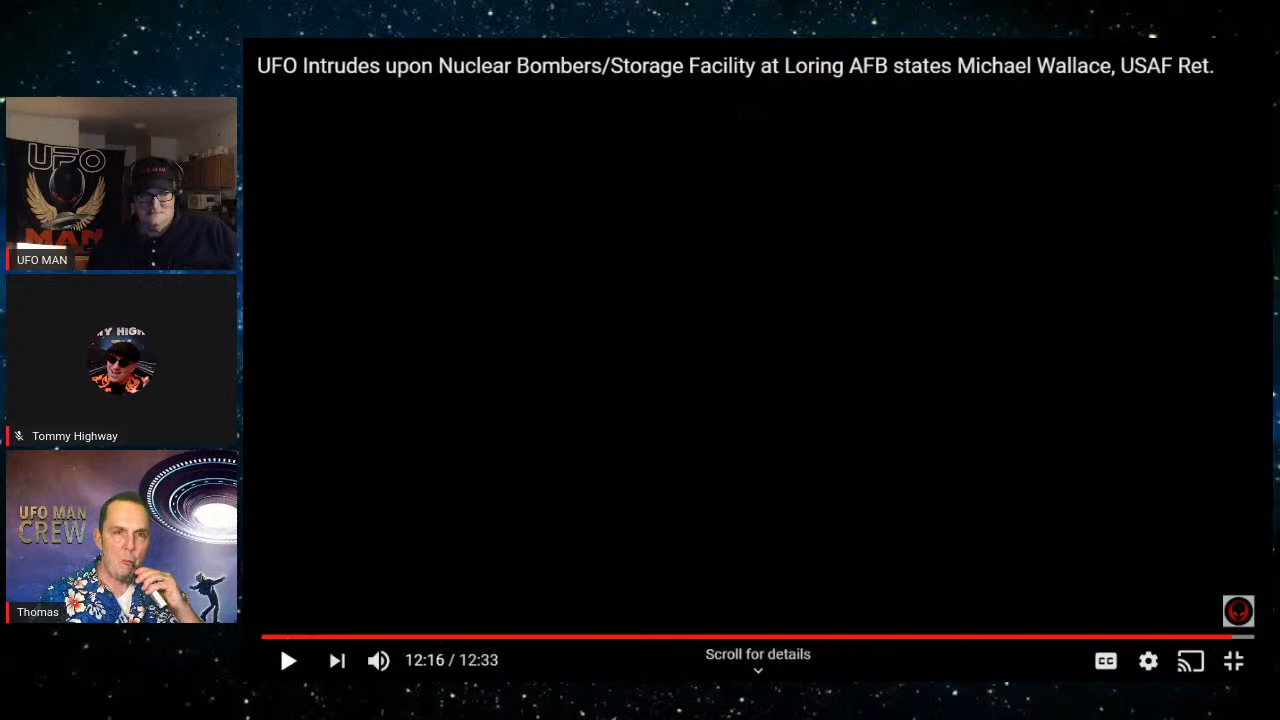 UFO Intrudes upon Nuclear Bombers/Storage Facility at Loring AFB states Michael Wallace, USAF Ret.
UFO
MAN
UFO MAN
Tommy Highway
UFO MAN
CREW
Thomas
12:16 / 12:33
Scroll for details
CC